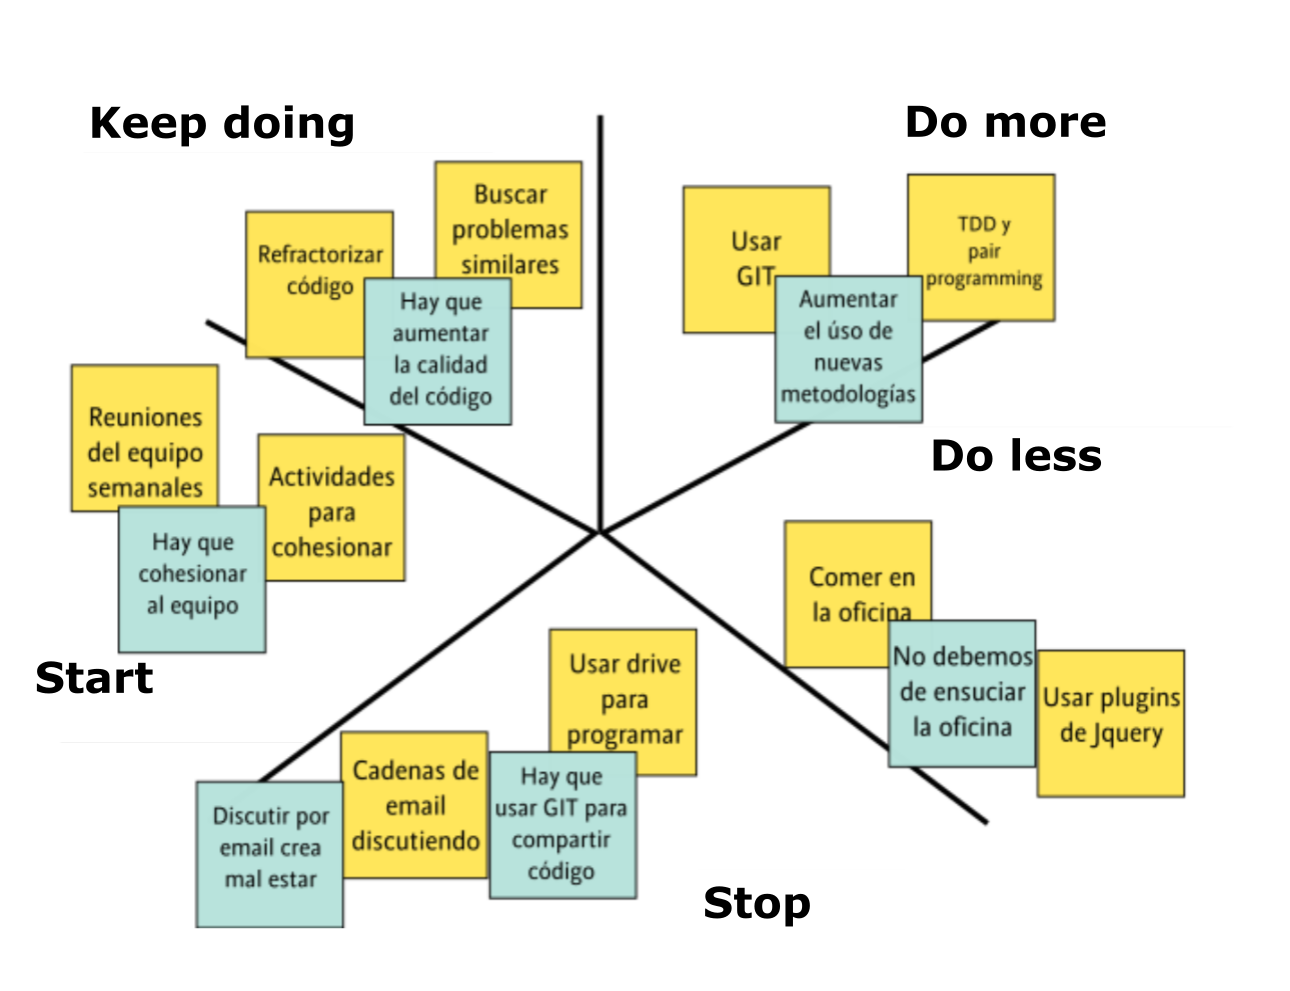 Keep doing
Buscar
problemas
similares
Refractorizar
código
Hay que
aumentar
la calidad
del código
Do more
Usar
GIT
TDD y
pair
programming
Aumentar
el úso de
nuevas
metodologías
Do less
Comer en
la oficina
No debemos
de ensuciar
la oficina
Usar plugins
de Jquery
Reuniones
del equipo
semanales
Actividades
para
cohesionar
Hay que
cohesionar
al equipo
Start
Usar drive
para
programar
Cadenas de
email
discutiendo
Hay que
usar GIT para
compartir
código
Discutir por
email crea
mal estar
Stop